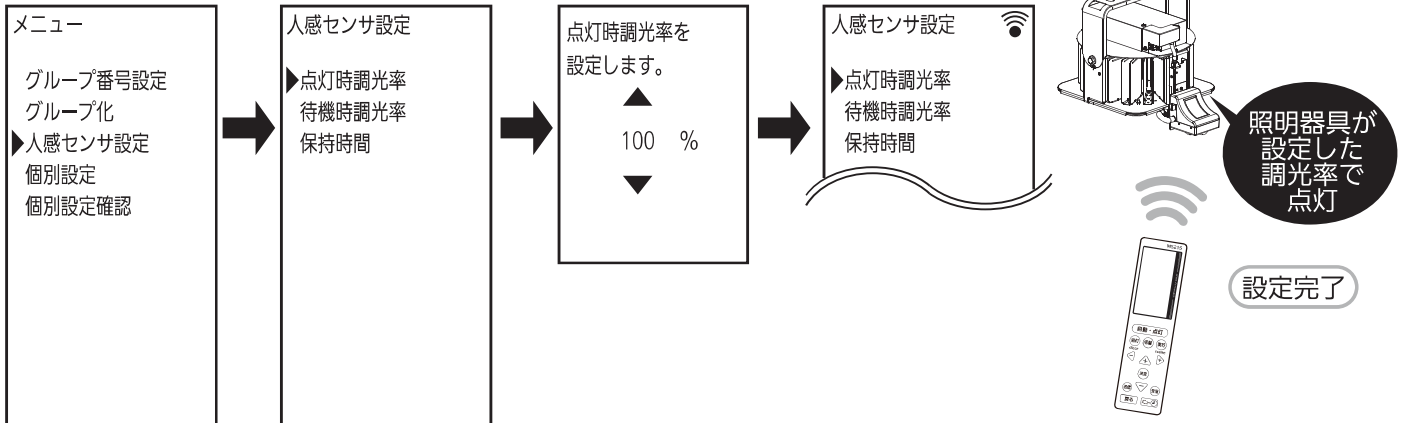 メニュー
グループ番号設定
グループ化
人感センサ設定
個別設定
個別設定確認
人感センサ設定
点灯時調光率
待機時調光率
保持時間
点灯時調光率を
設定します。
100 %
人感センサ設定
点灯時調光率
待機時調光率
保持時間
照明器具が
設定した
調光率で
点灯
設定完了